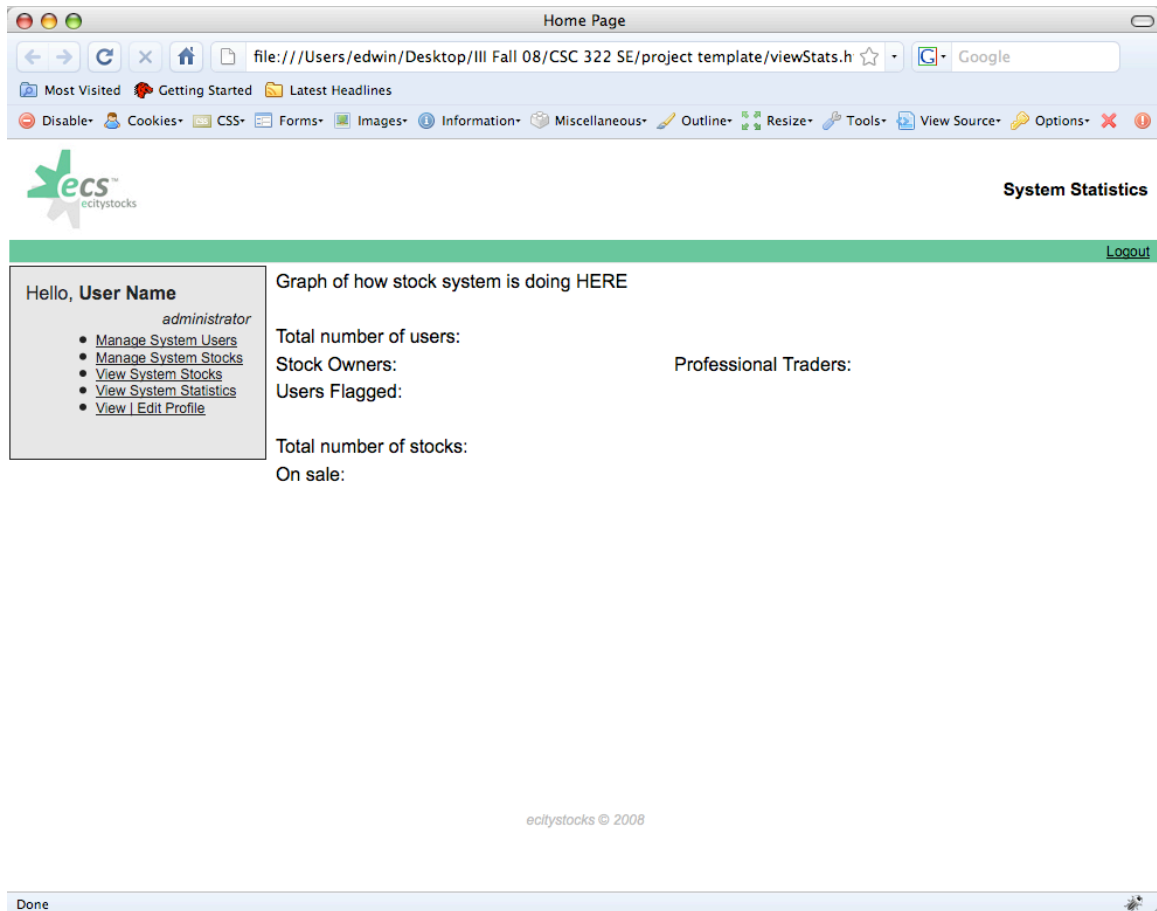 Home Page
file:///Users/edwin/Desktop/III Fall 08/CSC 322 SE/project template/viewStats.h
G
Google
Most Visited Getting Started Latest Headlines
Disable Cookies CSS Forms Images Information Miscellaneous Outline Resize Tools View Source Options
ecs™
ecitystocks
System Statistics
Logout
Hello, User Name
administrator
• Manage System Users
• Manage System Stocks
• View System Stocks
• View System Statistics
• View | Edit Profile
Graph of how stock system is doing HERE
Total number of users:
Stock Owners: Professional Traders:
Users Flagged:
Total number of stocks:
On sale:
ecitystocks © 2008
Done